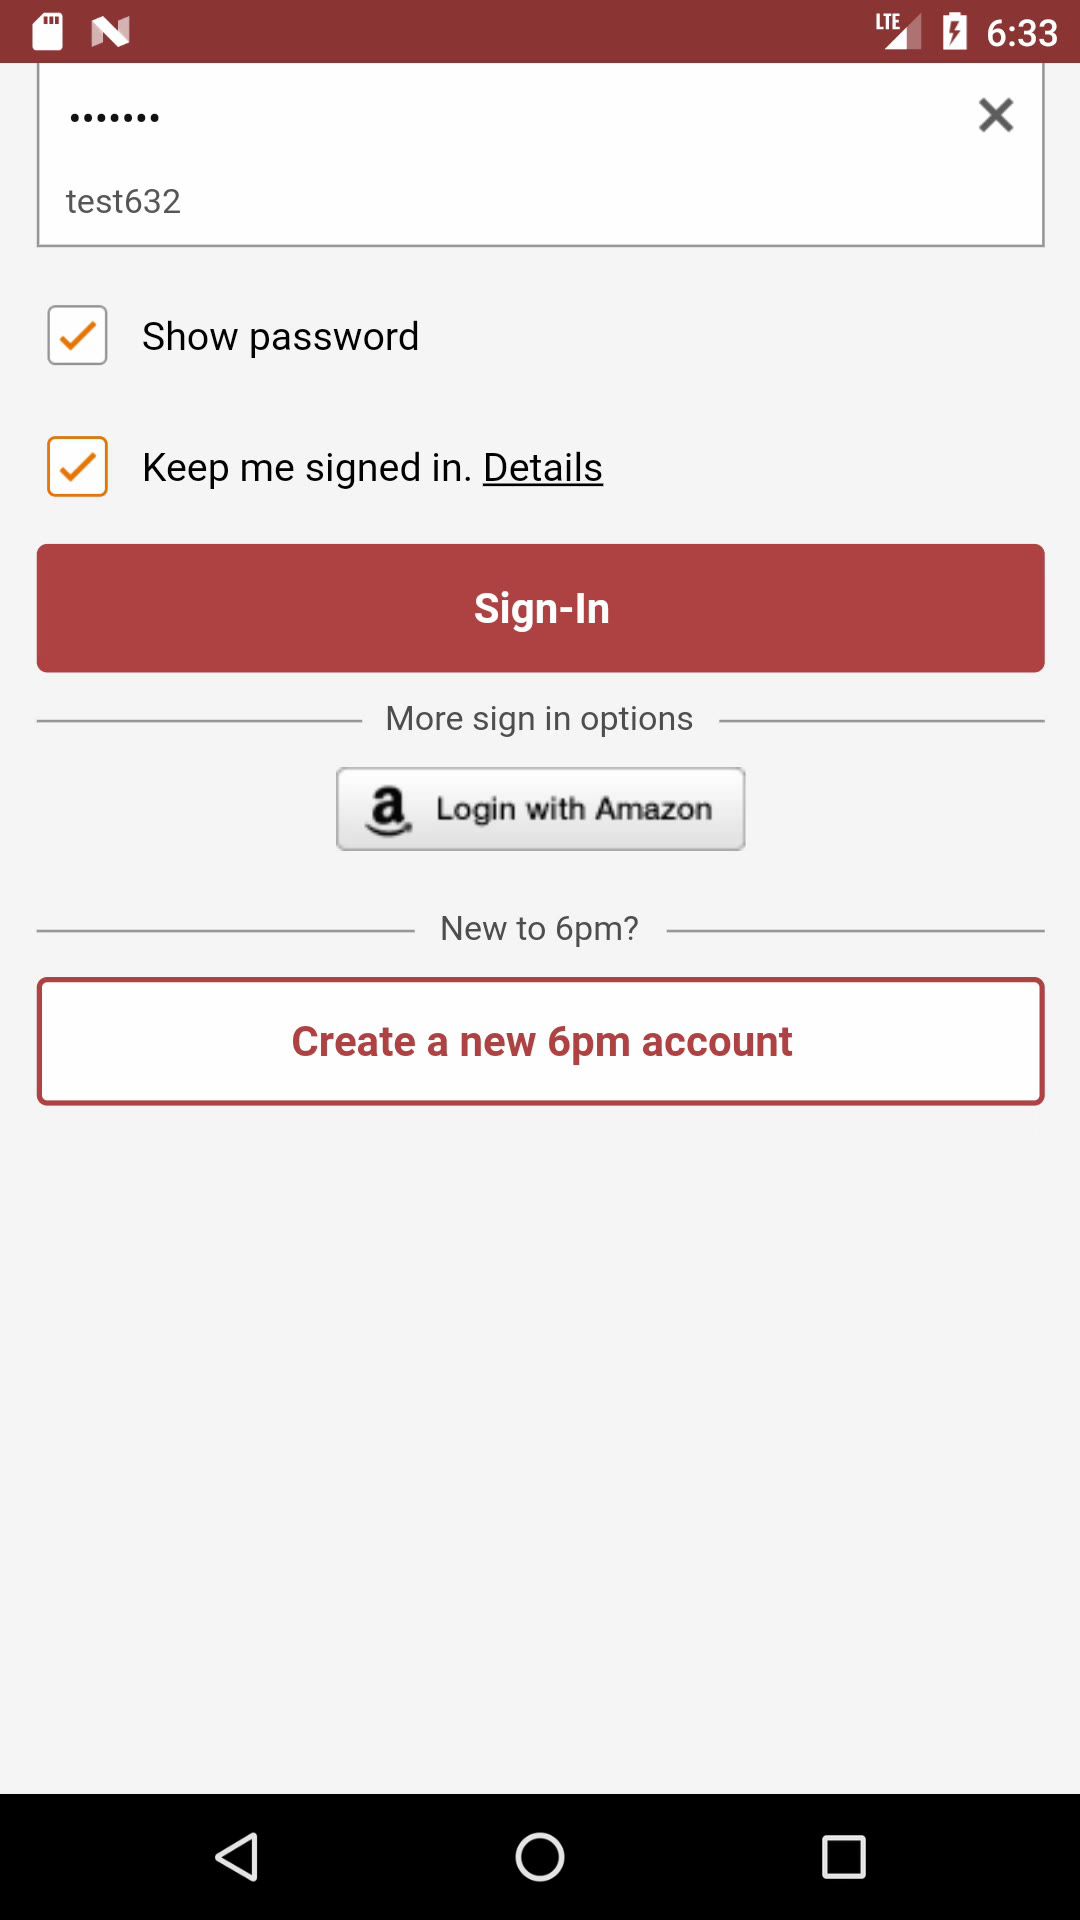 LTE 6:33
•••••••
test632
Show password
Keep me signed in. Details
Sign-In
More sign in options
Login with Amazon
New to 6pm?
Create a new 6pm account